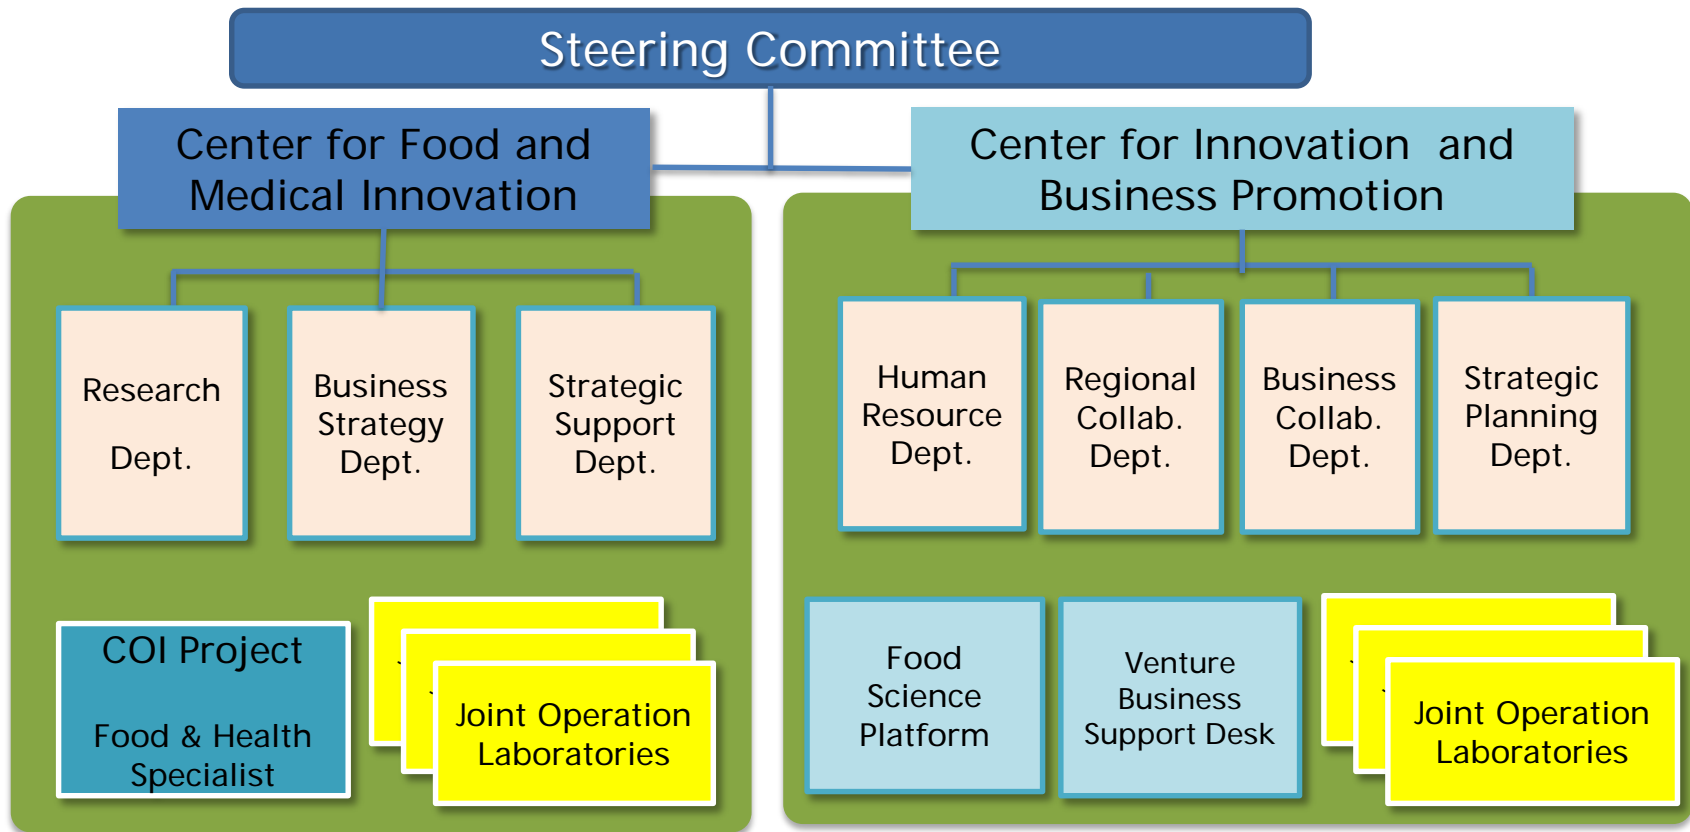 Steering Committee
Center for Food and
Medical Innovation
Center for Innovation and
Business Promotion
Research
Dept.
Business
Strategy
Dept.
Strategic
Support
Dept.
Human
Resource
Dept.
Regional
Collab.
Dept.
Business
Collab.
Dept.
Strategic
Planning
Dept.
COI Project
Food & Health
Specialist
Joint Operation
Laboratories
Food
Science
Platform
Venture
Business
Support Desk
Joint Operation
Laboratories